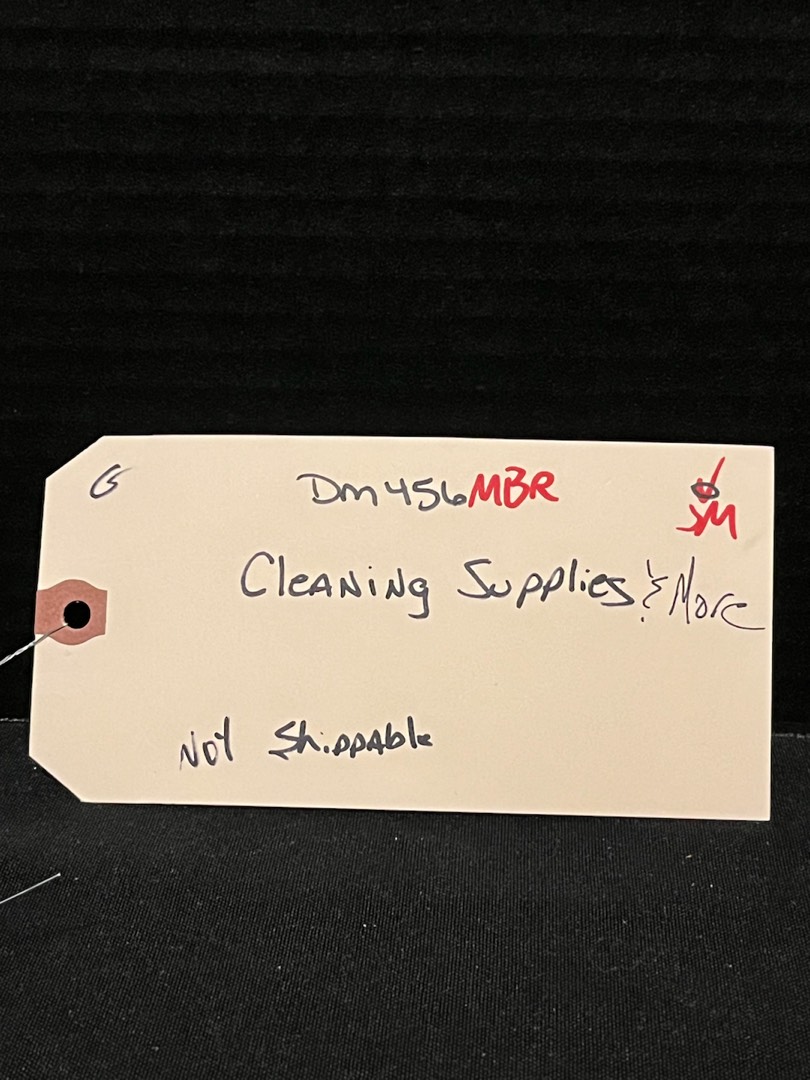 G DM456MBR
JM
Cleaning Supplies & More
Not Shippable